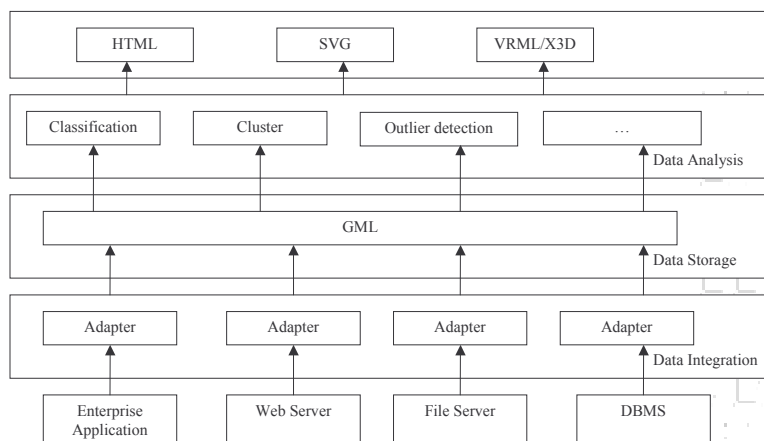 HTML
SVG
VRML/X3D
Classification
Cluster
Outlier detection
…
Data Analysis
GML
Data Storage
Adapter
Adapter
Adapter
Adapter
Data Integration
Enterprise
Application
Web Server
File Server
DBMS